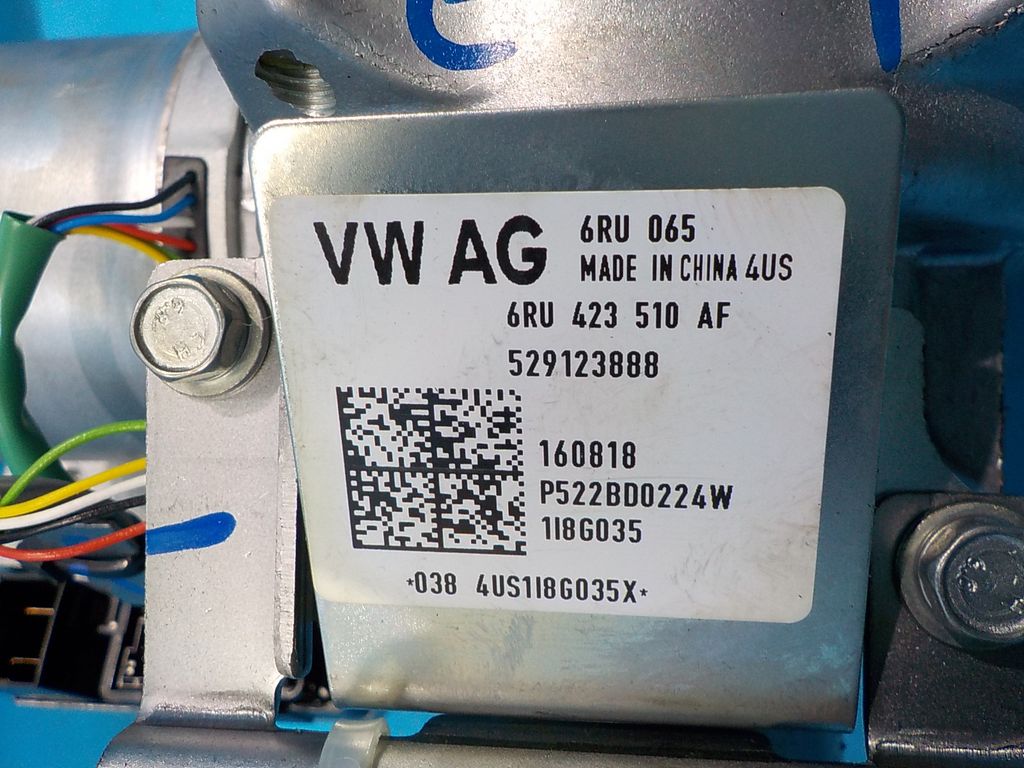 VW AG
6RU 065
MADE IN CHINA 4US
6RU 423 510 AF
529123888
160818
P522BD0224W
1I8G035
*038 4US1I8G035X*